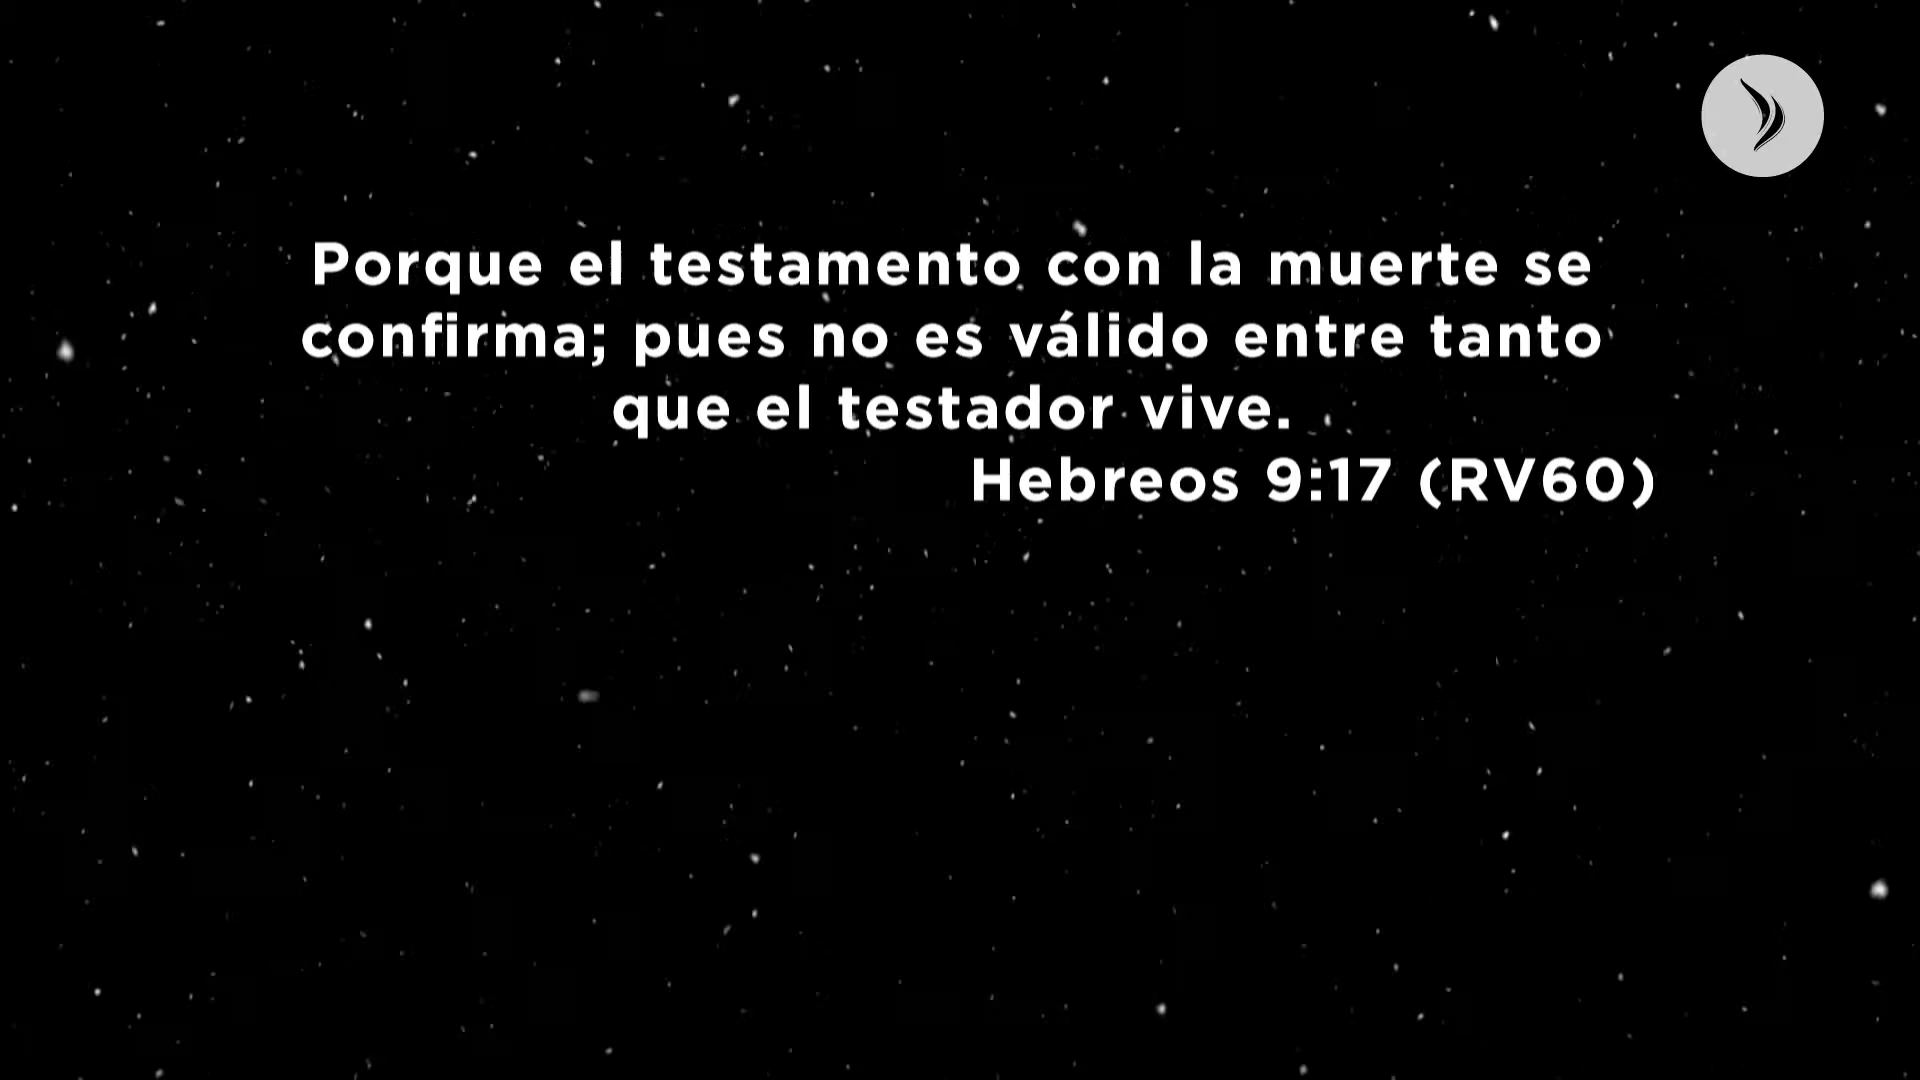 Porque el testamento con la muerte se
confirma; pues no es válido entre tanto
que el testador vive.
Hebreos 9:17 (RV60)